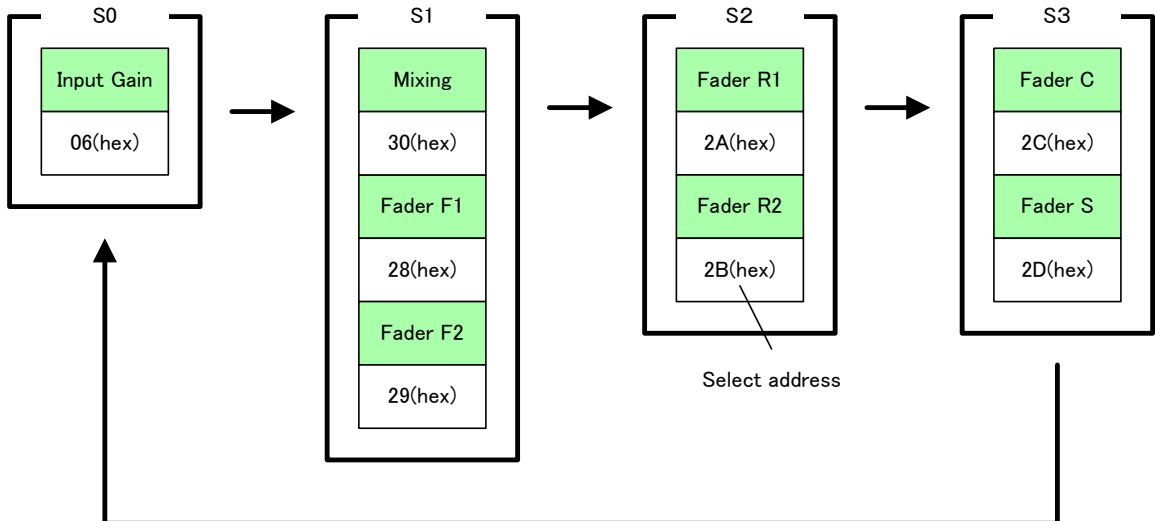 S0
Input Gain
06(hex)
S1
Mixing
30(hex)
Fader F1
28(hex)
Fader F2
29(hex)
S2
Fader R1
2A(hex)
Fader R2
2B(hex)
Select address
S3
Fader C
2C(hex)
Fader S
2D(hex)